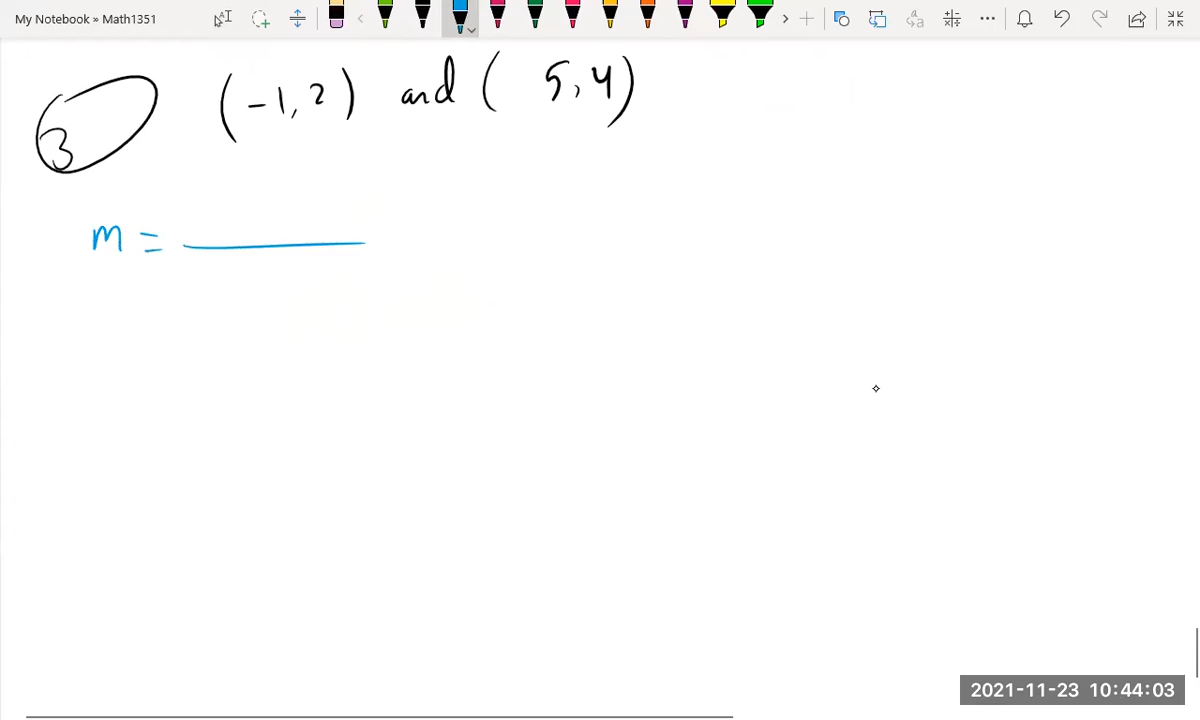 My Notebook » Math1351
(-1, 2) and ( 5, 4)
3
m =
2021-11-23 10:44:03